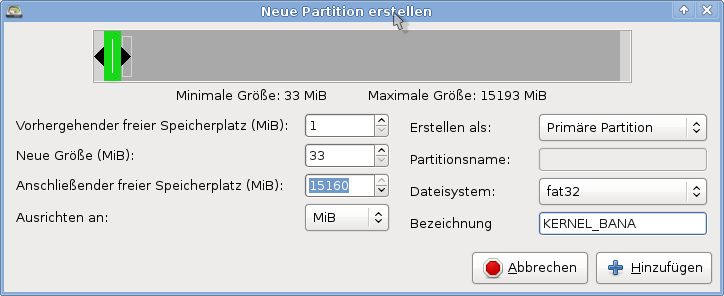 Neue Partition erstellen
Minimale Größe: 33 MiB Maximale Größe: 15193 MiB
Vorhergehender freier Speicherplatz (MiB): 1 Erstellen als: Primäre Partition
Neue Größe (MiB): 33 Partitionsname:
Anschließender freier Speicherplatz (MiB): 15160 Dateisystem: fat32
Ausrichten an: MiB Bezeichnung KERNEL_BANA
Abbrechen Hinzufügen